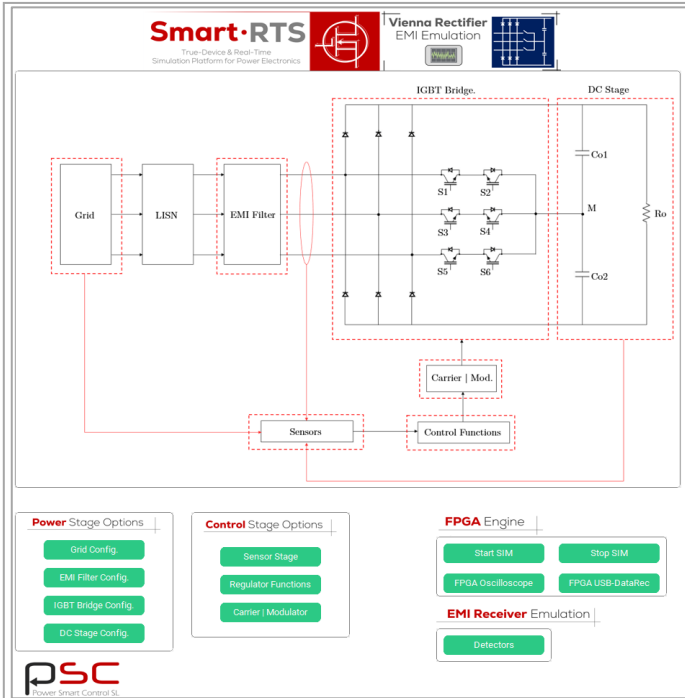 Smart·RTS
True-Device & Real-Time
Simulation Platform for Power Electronics
Vienna Rectifier
EMI Emulation
IGBT Bridge.
DC Stage
Grid
LISN
EMI Filter
S1
S2
S3
S4
S5
S6
Co1
M
Ro
Co2
Carrier | Mod.
Sensors
Control Functions
Power Stage Options
Grid Config.
EMI Filter Config.
IGBT Bridge Config.
DC Stage Config.
Control Stage Options
Sensor Stage
Regulator Functions
Carrier | Modulator
FPGA Engine
Start SIM
Stop SIM
FPGA Oscilloscope
FPGA USB-DataRec
EMI Receiver Emulation
Detectors
PSC
Power Smart Control SL